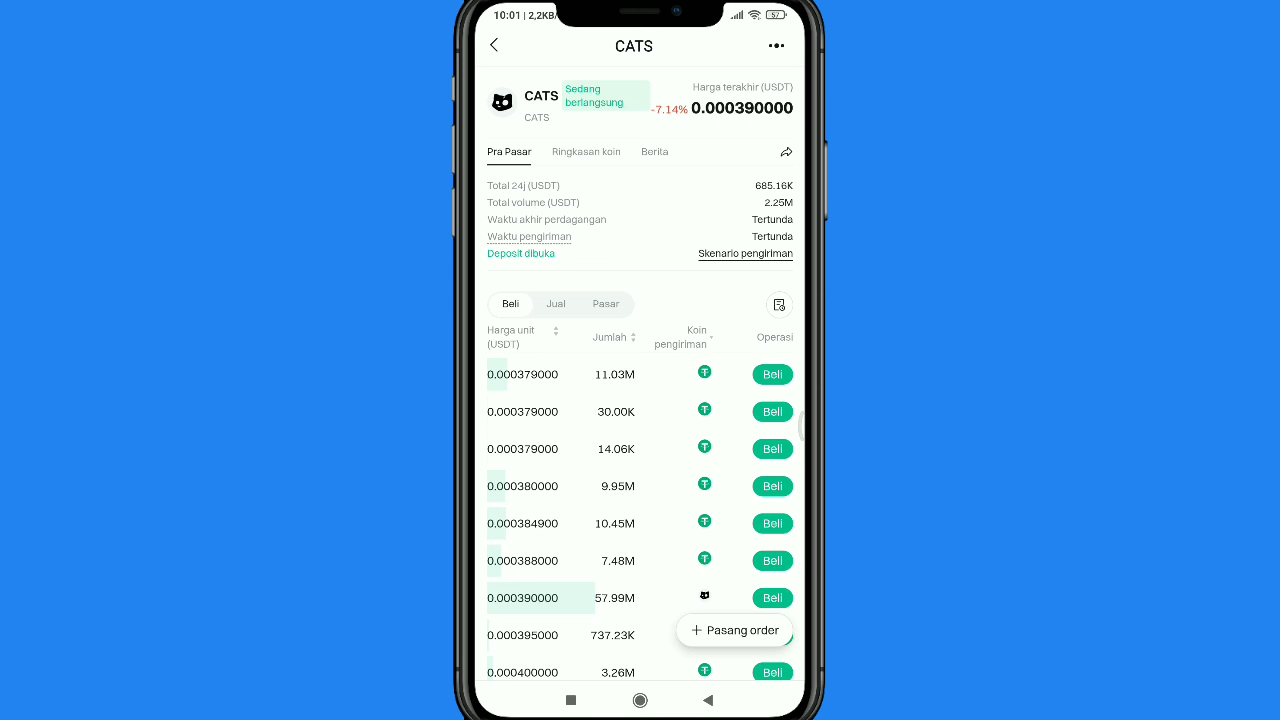 10:01 | 2,2KB/
57
CATS
CATS
Sedang
berlangsung
CATS
Harga terakhir (USDT)
-7.14% 0.000390000
Pra Pasar
Ringkasan koin
Berita
Total 24j (USDT)
685.16K
Total volume (USDT)
2.25M
Waktu akhir perdagangan
Tertunda
Waktu pengiriman
Tertunda
Deposit dibuka
Skenario pengiriman
Beli
Jual
Pasar
Harga unit
(USDT)
Jumlah
Koin
pengiriman
Operasi
0.000379000 11.03M Beli
0.000379000 30.00K Beli
0.000379000 14.06K Beli
0.000380000 9.95M Beli
0.000384900 10.45M Beli
0.000388000 7.48M Beli
0.000390000 57.99M Beli
0.000395000 737.23K
+ Pasang order
0.000400000 3.26M Beli